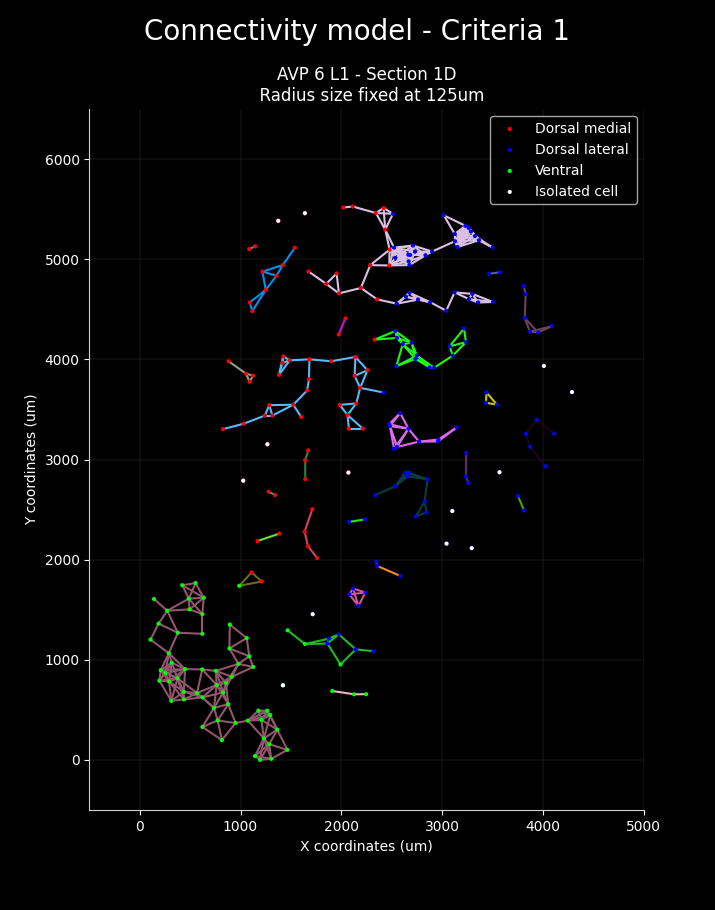 Connectivity model - Criteria 1
AVP 6 L1 - Section 1D
Radius size fixed at 125um
Dorsal medial
Dorsal lateral
Ventral
Isolated cell
6000
5000
4000
3000
2000
1000
0
Y coordinates (um)
0 1000 2000 3000 4000 5000
X coordinates (um)